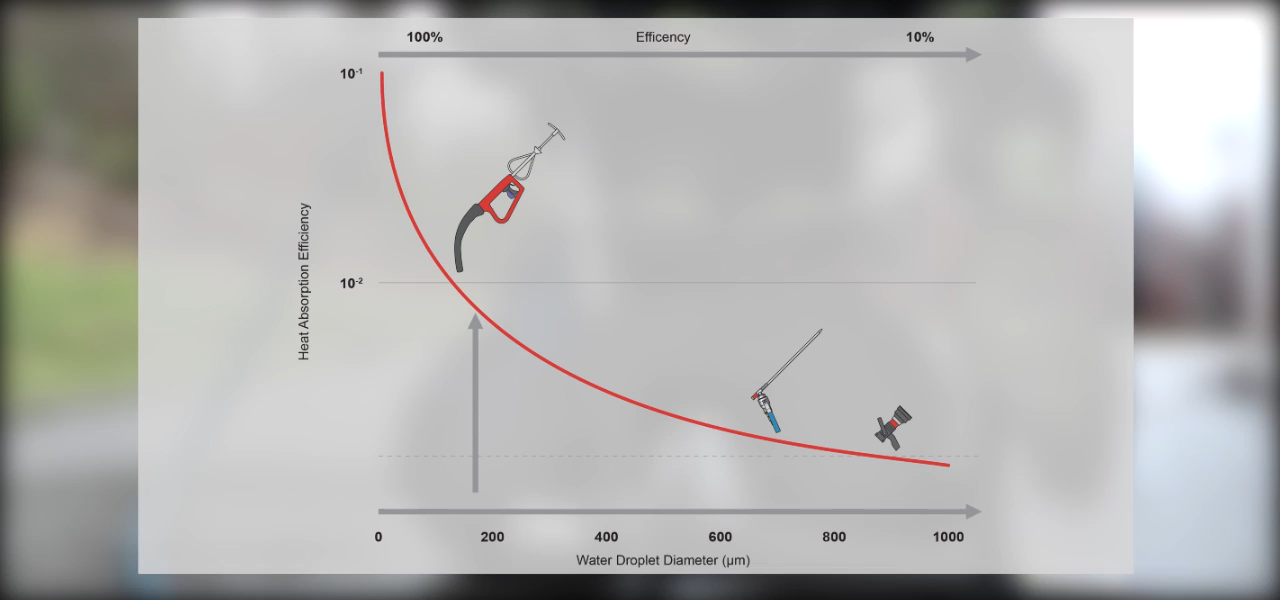 100% Efficency 10%
10-1
Heat Absorption Efficiency
10-2
0 200 400 600 800 1000
Water Droplet Diameter (μm)